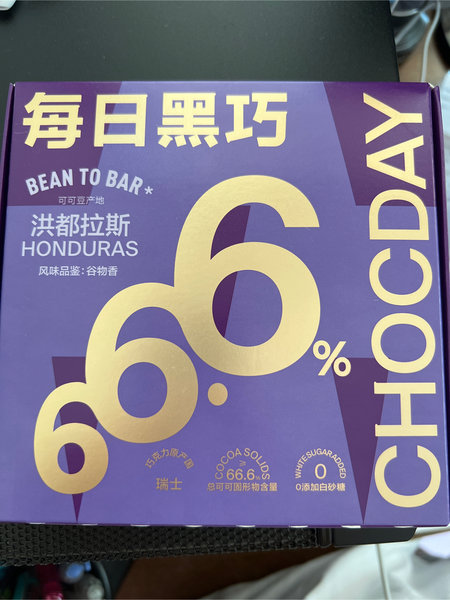 每日黑巧
BEAN TO BAR*
可可豆产地
洪都拉斯
HONDURAS
风味品鉴:谷物香
66.6%
CHOCDAY
巧克力原产国
瑞士
COCOA SOLIDS
≥
66.6%
总可可固形物含量
WHITE SUGAR ADDED
0
0添加白砂糖